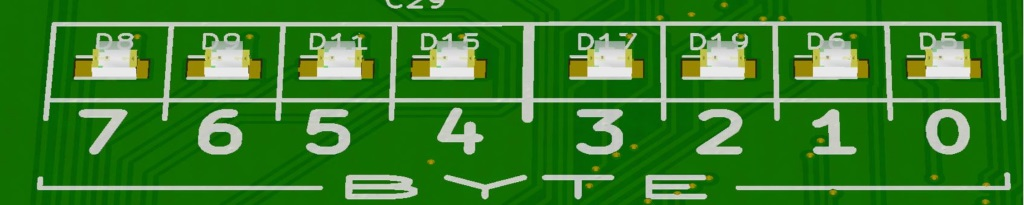 C29
D8 D9 D11 D15 D17 D19 D6 D5
7 6 5 4 3 2 1 0
BYTE